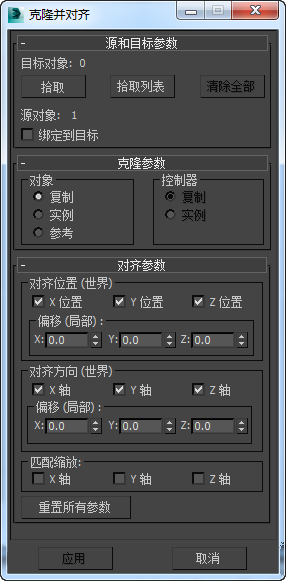 克隆并对齐
- 源和目标参数
目标对象: 0
拾取 拾取列表 清除全部
源对象: 1
绑定到目标
- 克隆参数
对象 控制器
复制 复制
实例 实例
参考
- 对齐参数
对齐位置 (世界)
X 位置 Y 位置 Z 位置
偏移 (局部) :
X: 0.0 Y: 0.0 Z: 0.0
对齐方向 (世界)
X 轴 Y 轴 Z 轴
偏移 (局部) :
X: 0.0 Y: 0.0 Z: 0.0
匹配缩放:
X 轴 Y 轴 Z 轴
重置所有参数
应用 取消